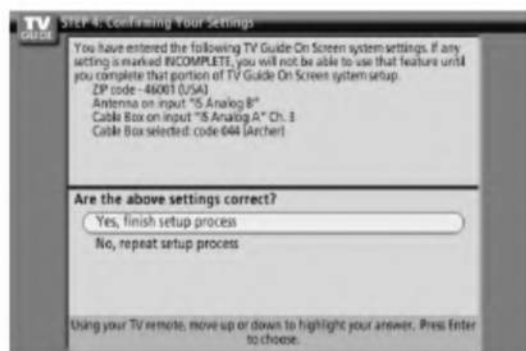 TV
GUIDE
STEP 4: Confirming Your Settings
You have entered the following TV Guide On Screen system settings. If any
setting is marked INCOMPLETE, you will not be able to use that feature until
you complete that portion of TV Guide On Screen system setup.
ZIP code - 46001 (USA)
Antenna on input "IS Analog B"
Cable Box on input "IS Analog A" Ch. 3
Cable Box selected: code 044 (Archer)
Are the above settings correct?
Yes, finish setup process
No, repeat setup process
Using your TV remote, move up or down to highlight your answer. Press Enter
to choose.